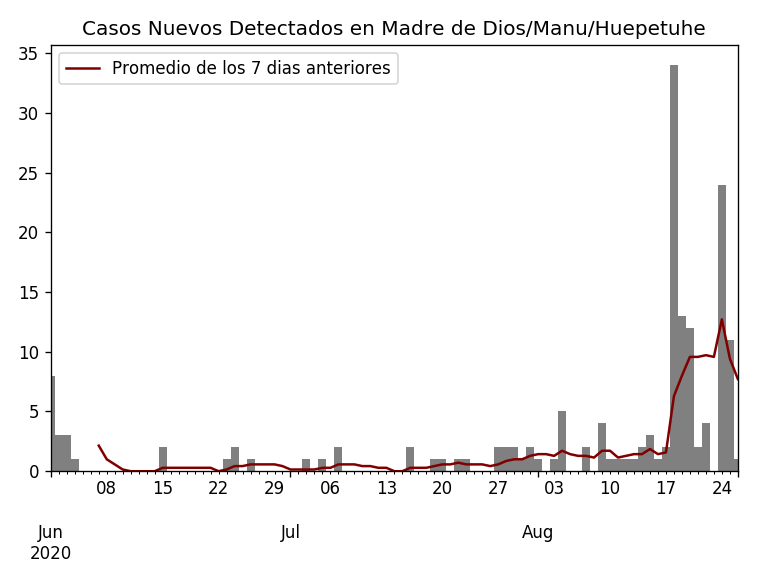 Casos Nuevos Detectados en Madre de Dios/Manu/Huepetuhe
Promedio de los 7 dias anteriores
35
30
25
20
15
10
5
0
08 15 22 29 06 13 20 27 03 10 17 24
Jun Jul Aug
2020